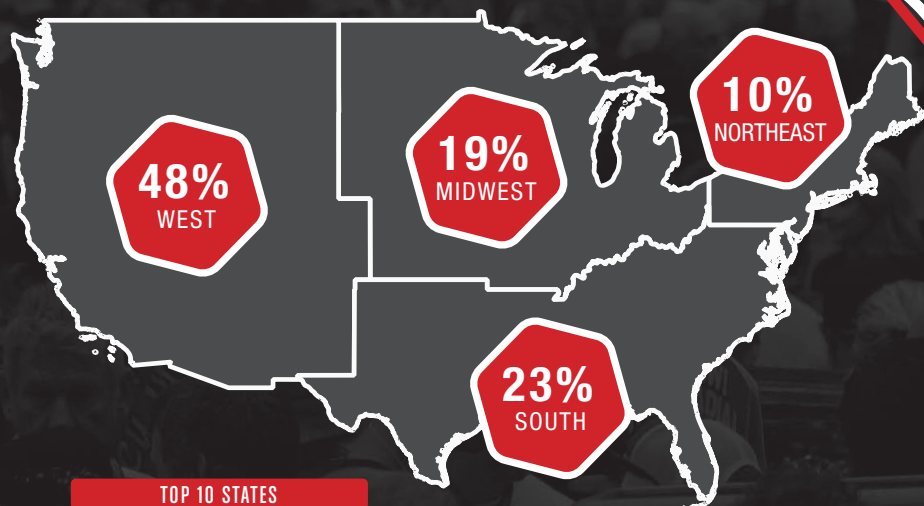 10%
NORTHEAST
19%
MIDWEST
48%
WEST
23%
SOUTH
TOP 10 STATES